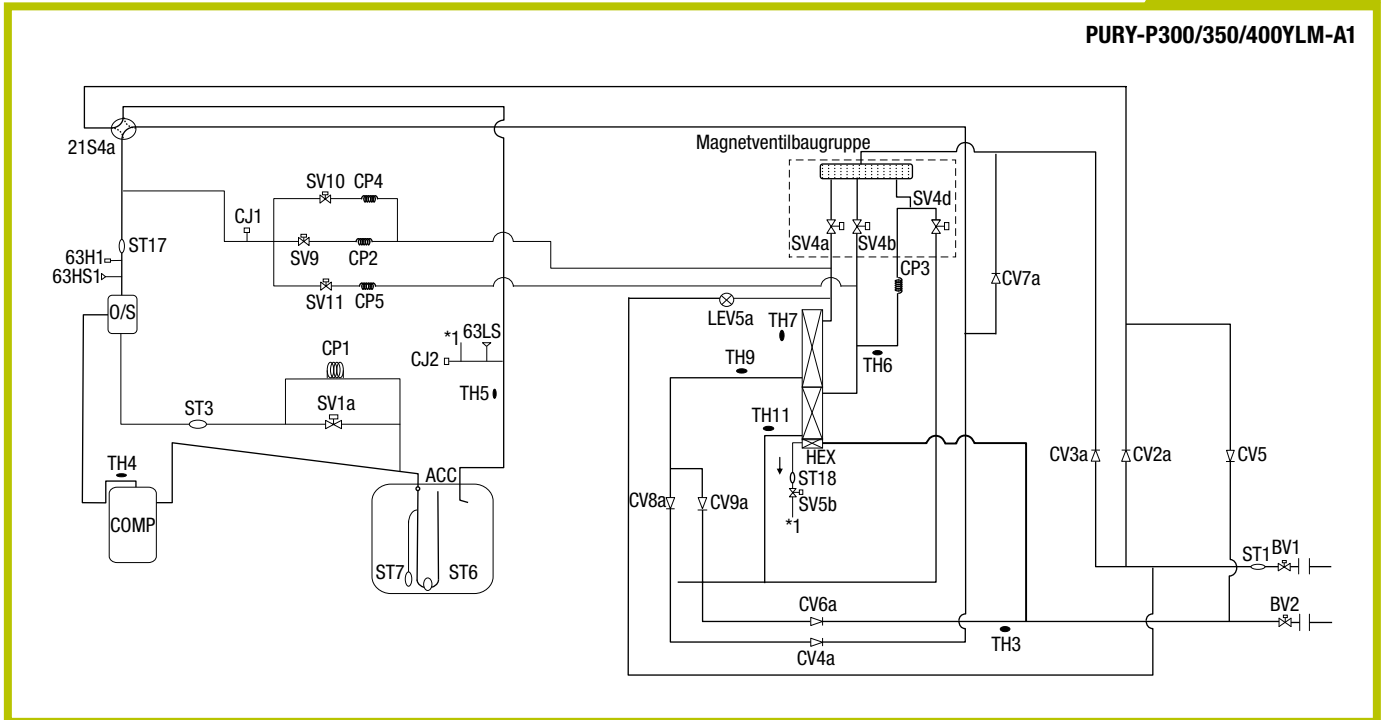 PURY-P300/350/400YLM-A1
21S4a
Magnetventilbaugruppe
SV10 CP4
CJ1
SV4d
ST17
SV9 CP2
SV4a SV4b
63H1
63HS1
CP3
CV7a
SV11 CP5
O/S
LEV5a
TH7
*1 63LS
CP1
CJ2
TH9
TH6
TH5
SV1a
ST3
TH11
TH4
HEX
CV3a CV2a CV5
ACC
ST18
CV8a CV9a
SV5b
COMP
*1
ST1 BV1
ST7 ST6
CV6a
BV2
TH3
CV4a